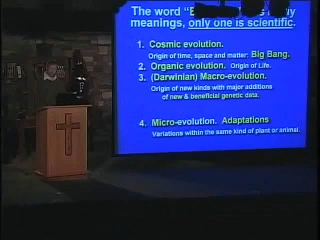 The word "E
meanings, only one is scientific.
1. Cosmic evolution.
Origin of time, space and matter: Big Bang.
2. Organic evolution. Origin of Life.
3. (Darwinian) Macro-evolution.
Origin of new kinds with major additions
of new & beneficial genetic data.
4. Micro-evolution. Adaptations
Variations within the same kind of plant or animal.